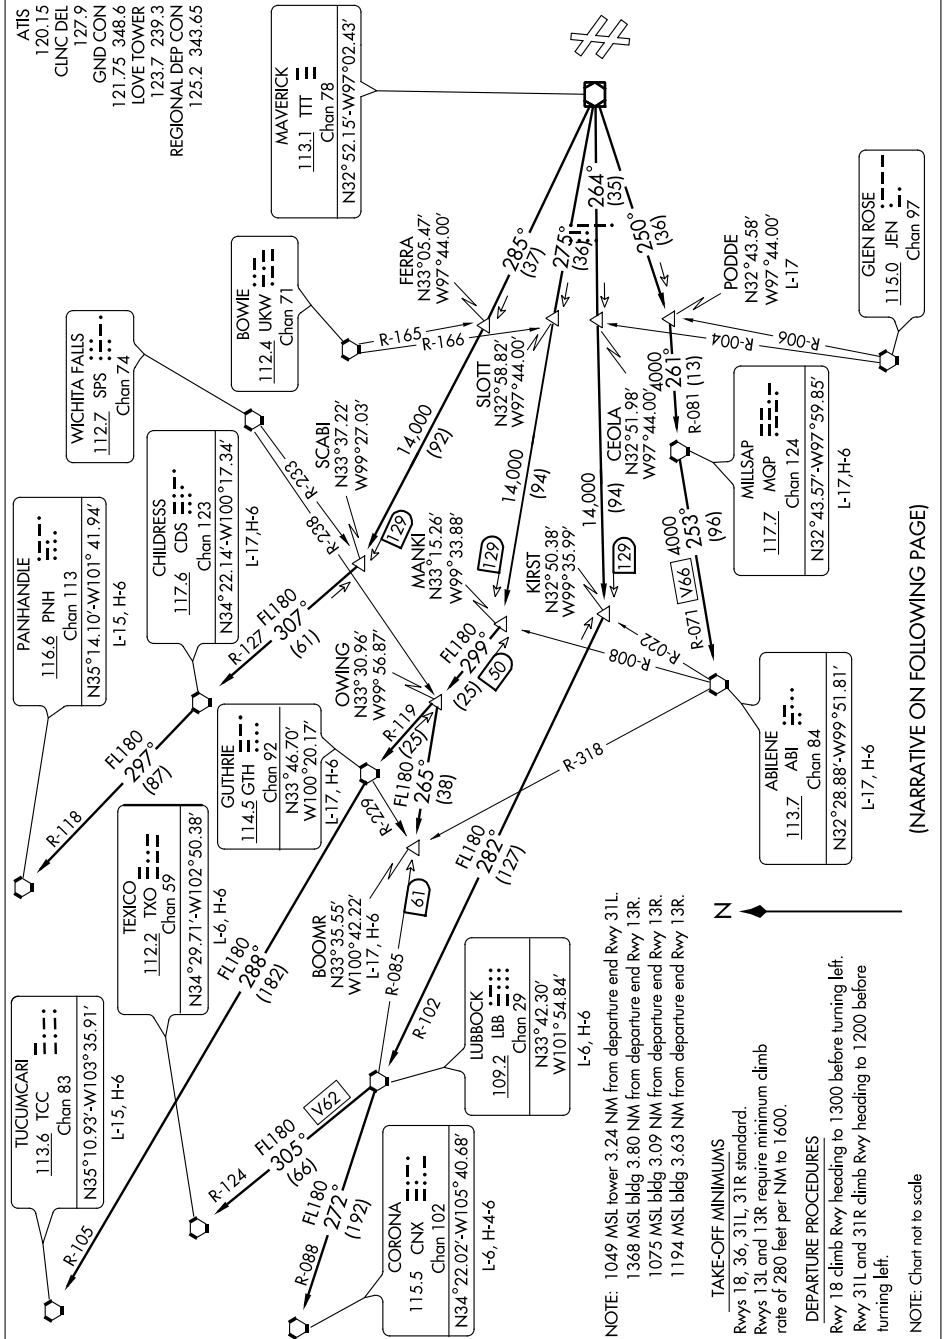 ATIS
120.15
CLNC DEL
127.9
GND CON
121.75 348.6
LOVE TOWER
123.7 239.3
REGIONAL DEP CON
125.2 343.65
MAVERICK
113.1 TTT
Chan 78
N32°52.15′-W97°02.43′
BOWIE
112.4 UKW
Chan 71
WICHITA FALLS
112.7 SPS
Chan 74
CHILDRESS
117.6 CDS
Chan 123
N34°22.14′-W100°17.34′
L-17,H-6
PANHANDLE
116.6 PNH
Chan 113
N35°14.10′-W101°41.94′
L-15, H-6
GUTHRIE
114.5 GTH
Chan 92
N33°46.70′
W100°20.17′
L-17, H-6
TEXICO
112.2 TXO
Chan 59
N34°29.71′-W102°50.38′
L-6, H-6
TUCUMCARI
113.6 TCC
Chan 83
N35°10.93′-W103°35.91′
L-15, H-6
CORONA
115.5 CNX
Chan 102
N34°22.02′-W105°40.68′
L-6, H-4-6
LUBBOCK
109.2 LBB
Chan 29
N33°42.30′
W101°54.84′
L-6, H-6
ABILENE
113.7 ABI
Chan 84
N32°28.88′-W99°51.81′
L-17, H-6
MILLSAP
117.7 MQP
Chan 124
N32°43.57′-W97°59.85′
L-17,H-6
GLEN ROSE
115.0 JEN
Chan 97
FERRA
N33°05.47′
W97°44.00′
SLOTT
N32°58.82′
W97°44.00′
CEOLA
N32°51.98′
W97°44.00′
PODDE
N32°43.58′
W97°44.00′
L-17
SCABI
N33°37.22′
W99°27.03′
MANKI
N33°15.26′
W99°33.88′
KIRST
N32°50.38′
W99°35.99′
OWING
N33°30.96′
W99°56.87′
BOOMR
N33°35.55′
W100°42.22′
L-17, H-6
285°
(37)
275°
(36)
264°
(35)
250°
(36)
R-165
R-166
R-004
R-006
14,000
(92)
14,000
(94)
14,000
(94)
4000
261°
R-081 (13)
4000
253°
(96)
V66
R-071
129
129
129
R-233
R-238
R-127
FL180
307°
(61)
FL180
297°
(87)
R-118
FL180
299°
(25)
50
R-119
FL180
(25)
265°
(38)
R-229
R-008
R-022
R-318
FL180
282°
(127)
R-102
61
R-085
FL180
288°
(182)
R-105
V62
FL180
305°
(66)
R-124
FL180
272°
(192)
R-088
N
NOTE: 1049 MSL tower 3.24 NM from departure end Rwy 31L.
1368 MSL bldg 3.80 NM from departure end Rwy 13R.
1075 MSL bldg 3.09 NM from departure end Rwy 13R.
1194 MSL bldg 3.63 NM from departure end Rwy 13R.
TAKE-OFF MINIMUMS
Rwys 18, 36, 31L, 31R standard.
Rwys 13L and 13R require minimum climb
rate of 280 feet per NM to 1600.
DEPARTURE PROCEDURES
Rwy 18 climb Rwy heading to 1300 before turning left.
Rwy 31L and 31R climb Rwy heading to 1200 before
turning left.
NOTE: Chart not to scale
(NARRATIVE ON FOLLOWING PAGE)